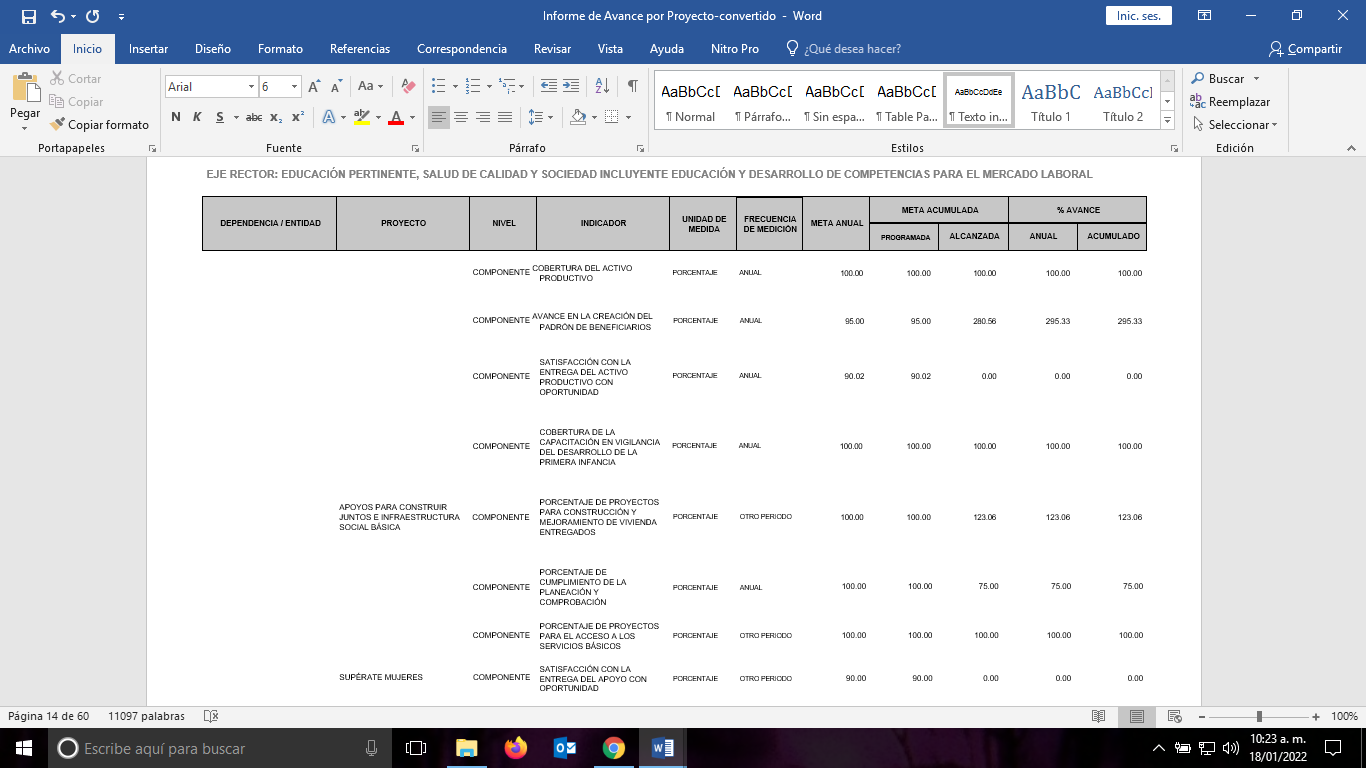 Informe de Avance por Proyecto-convertido - Word
Inic. ses.
Archivo Inicio Insertar Diseño Formato Referencias Correspondencia Revisar Vista Ayuda Nitro Pro ¿Qué desea hacer? Compartir
Pegar
Cortar
Copiar
Copiar formato
Portapapeles
Arial 6
N K S abc x₂ x²
Fuente
Párrafo
AaBbCcD AaBbCcD AaBbCcD AaBbCcD AaBbCcDdEe AaBbC AaBbCcl
¶ Normal ¶ Párrafo... ¶ Sin espa... ¶ Table Pa... ¶ Texto in... Título 1 Título 2
Estilos
Buscar
Reemplazar
Seleccionar
Edición
EJE RECTOR: EDUCACIÓN PERTINENTE, SALUD DE CALIDAD Y SOCIEDAD INCLUYENTE EDUCACIÓN Y DESARROLLO DE COMPETENCIAS PARA EL MERCADO LABORAL
DEPENDENCIA / ENTIDAD PROYECTO NIVEL INDICADOR UNIDAD DE MEDIDA FRECUENCIA DE MEDICIÓN META ANUAL META ACUMULADA % AVANCE
PROGRAMADA ALCANZADA ANUAL ACUMULADO
COMPONENTE COBERTURA DEL ACTIVO PORCENTAJE ANUAL 100.00 100.00 100.00 100.00 100.00
PRODUCTIVO
COMPONENTE AVANCE EN LA CREACIÓN DEL PORCENTAJE ANUAL 95.00 95.00 280.56 295.33 295.33
PADRÓN DE BENEFICIARIOS
SATISFACCIÓN CON LA
ENTREGA DEL ACTIVO
COMPONENTE PRODUCTIVO CON PORCENTAJE ANUAL 90.02 90.02 0.00 0.00 0.00
OPORTUNIDAD
COBERTURA DE LA
CAPACITACIÓN EN VIGILANCIA
COMPONENTE DEL DESARROLLO DE LA PORCENTAJE ANUAL 100.00 100.00 100.00 100.00 100.00
PRIMERA INFANCIA
PORCENTAJE DE PROYECTOS
APOYOS PARA CONSTRUIR PARA CONSTRUCCIÓN Y
JUNTOS E INFRAESTRUCTURA COMPONENTE MEJORAMIENTO DE VIVIENDA PORCENTAJE OTRO PERIODO 100.00 100.00 123.06 123.06 123.06
SOCIAL BÁSICA ENTREGADOS
PORCENTAJE DE
CUMPLIMIENTO DE LA
COMPONENTE PLANEACIÓN Y PORCENTAJE ANUAL 100.00 100.00 75.00 75.00 75.00
COMPROBACIÓN
PORCENTAJE DE PROYECTOS
COMPONENTE PARA EL ACCESO A LOS PORCENTAJE OTRO PERIODO 100.00 100.00 100.00 100.00 100.00
SERVICIOS BÁSICOS
SATISFACCIÓN CON LA
SUPÉRATE MUJERES COMPONENTE ENTREGA DEL APOYO CON PORCENTAJE OTRO PERIODO 90.00 90.00 0.00 0.00 0.00
OPORTUNIDAD
Página 14 de 60 11097 palabras 100%
Escribe aquí para buscar
10:23 a. m.
18/01/2022